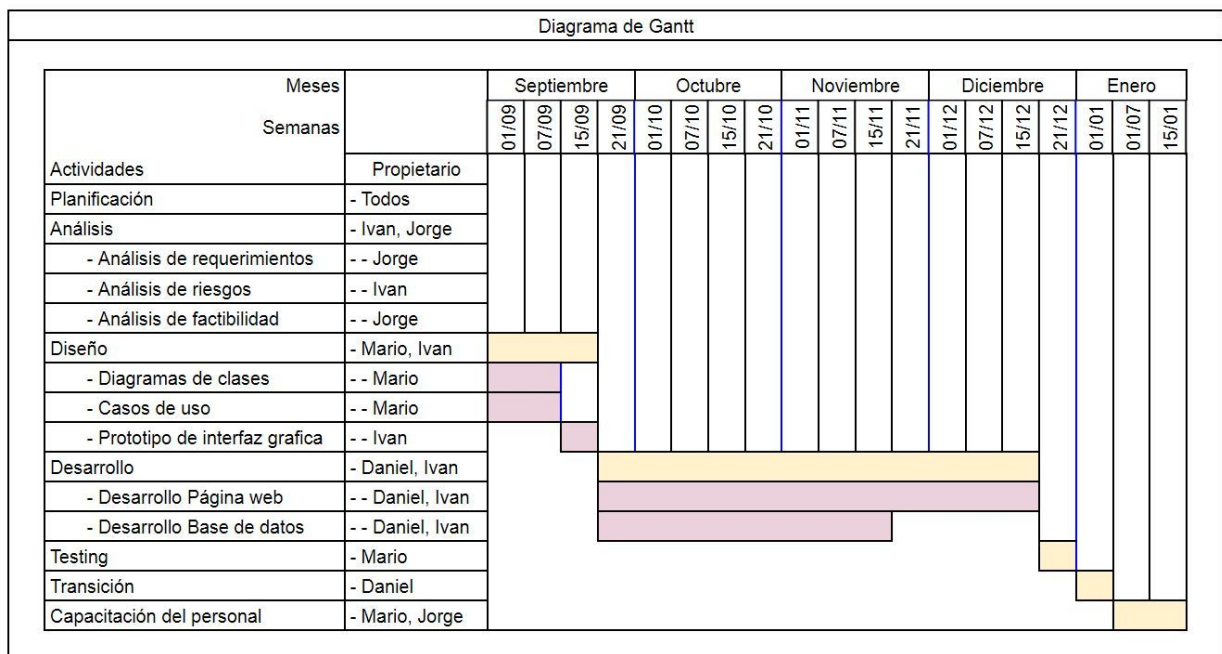 Diagrama de Gantt
Meses Septiembre Octubre Noviembre Diciembre Enero
Semanas 01/09 07/09 15/09 21/09 01/10 07/10 15/10 21/10 01/11 07/11 15/11 21/11 01/12 07/12 15/12 21/12 01/01 01/07 15/01
Actividades Propietario
Planificación - Todos
Análisis - Ivan, Jorge
- Análisis de requerimientos - - Jorge
- Análisis de riesgos - - Ivan
- Análisis de factibilidad - - Jorge
Diseño - Mario, Ivan
- Diagramas de clases - - Mario
- Casos de uso - - Mario
- Prototipo de interfaz grafica - - Ivan
Desarrollo - Daniel, Ivan
- Desarrollo Página web - - Daniel, Ivan
- Desarrollo Base de datos - - Daniel, Ivan
Testing - Mario
Transición - Daniel
Capacitación del personal - Mario, Jorge